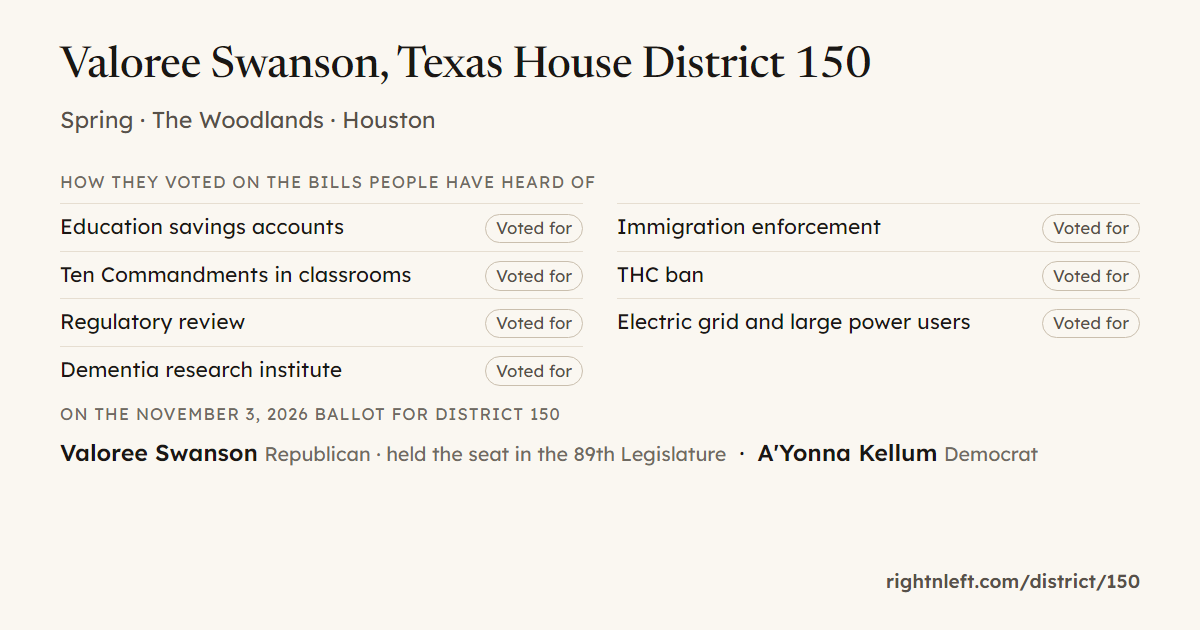 Valoree Swanson, Texas House District 150
Spring · The Woodlands · Houston
HOW THEY VOTED ON THE BILLS PEOPLE HAVE HEARD OF
Education savings accounts Voted for
Ten Commandments in classrooms Voted for
Regulatory review Voted for
Dementia research institute Voted for
Immigration enforcement Voted for
THC ban Voted for
Electric grid and large power users Voted for
ON THE NOVEMBER 3, 2026 BALLOT FOR DISTRICT 150
Valoree Swanson Republican · held the seat in the 89th Legislature · A'Yonna Kellum Democrat
rightnleft.com/district/150